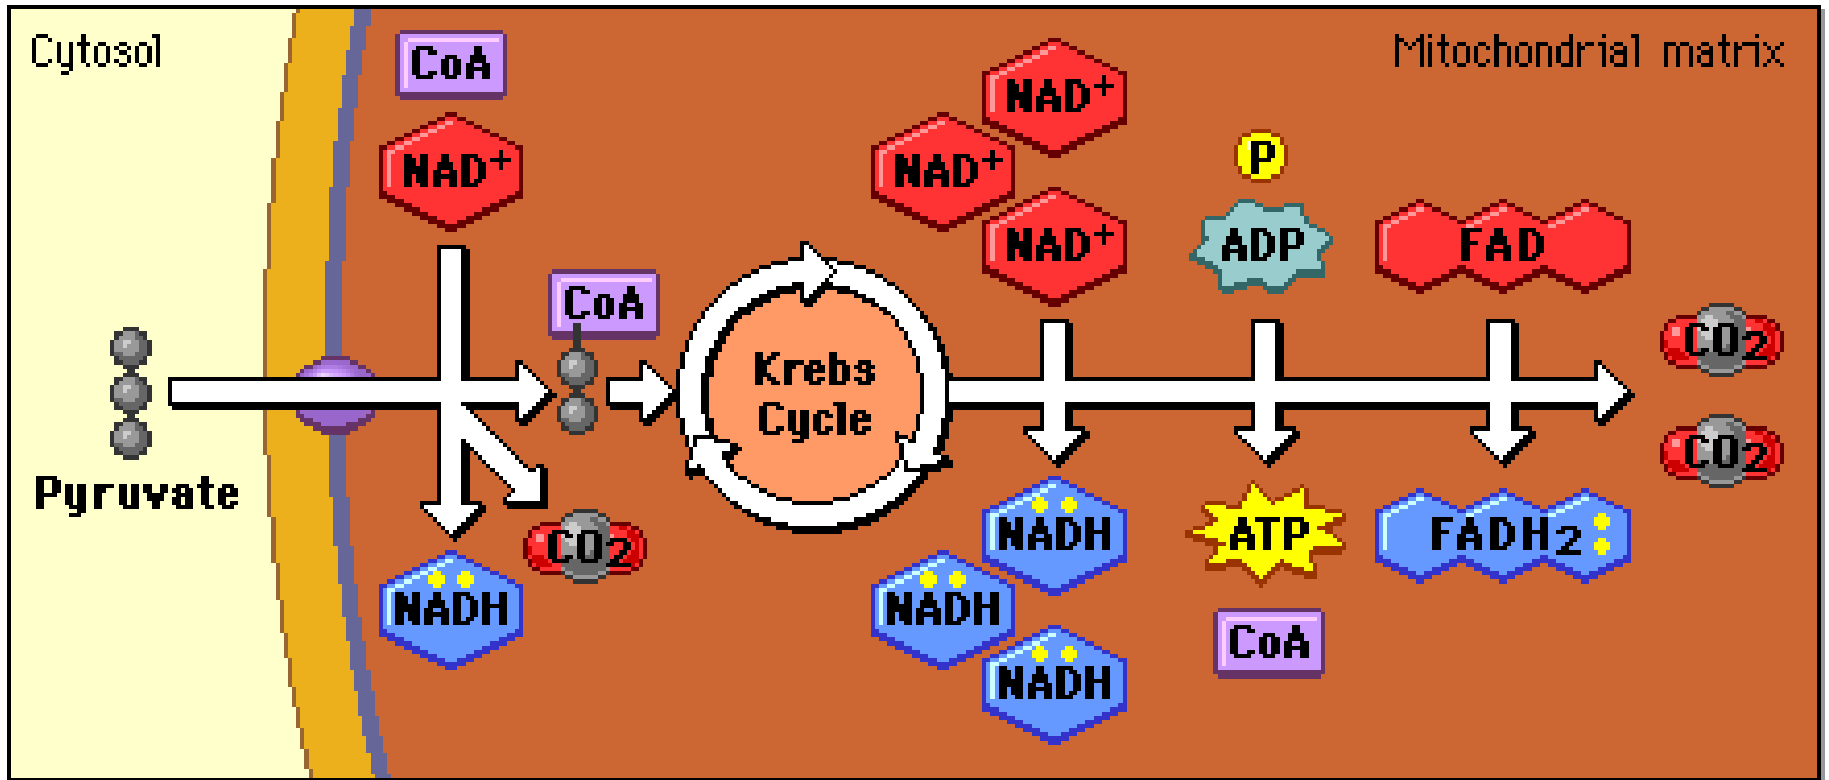 Cytosol
Mitochondrial matrix
CoA
NAD⁺
NAD⁺
NAD⁺
NAD⁺
P
ADP
FAD
CoA
CO₂
Krebs
Cycle
CO₂
Pyruvate
CO₂
NADH
NADH
NADH
NADH
ATP
FADH₂
CoA